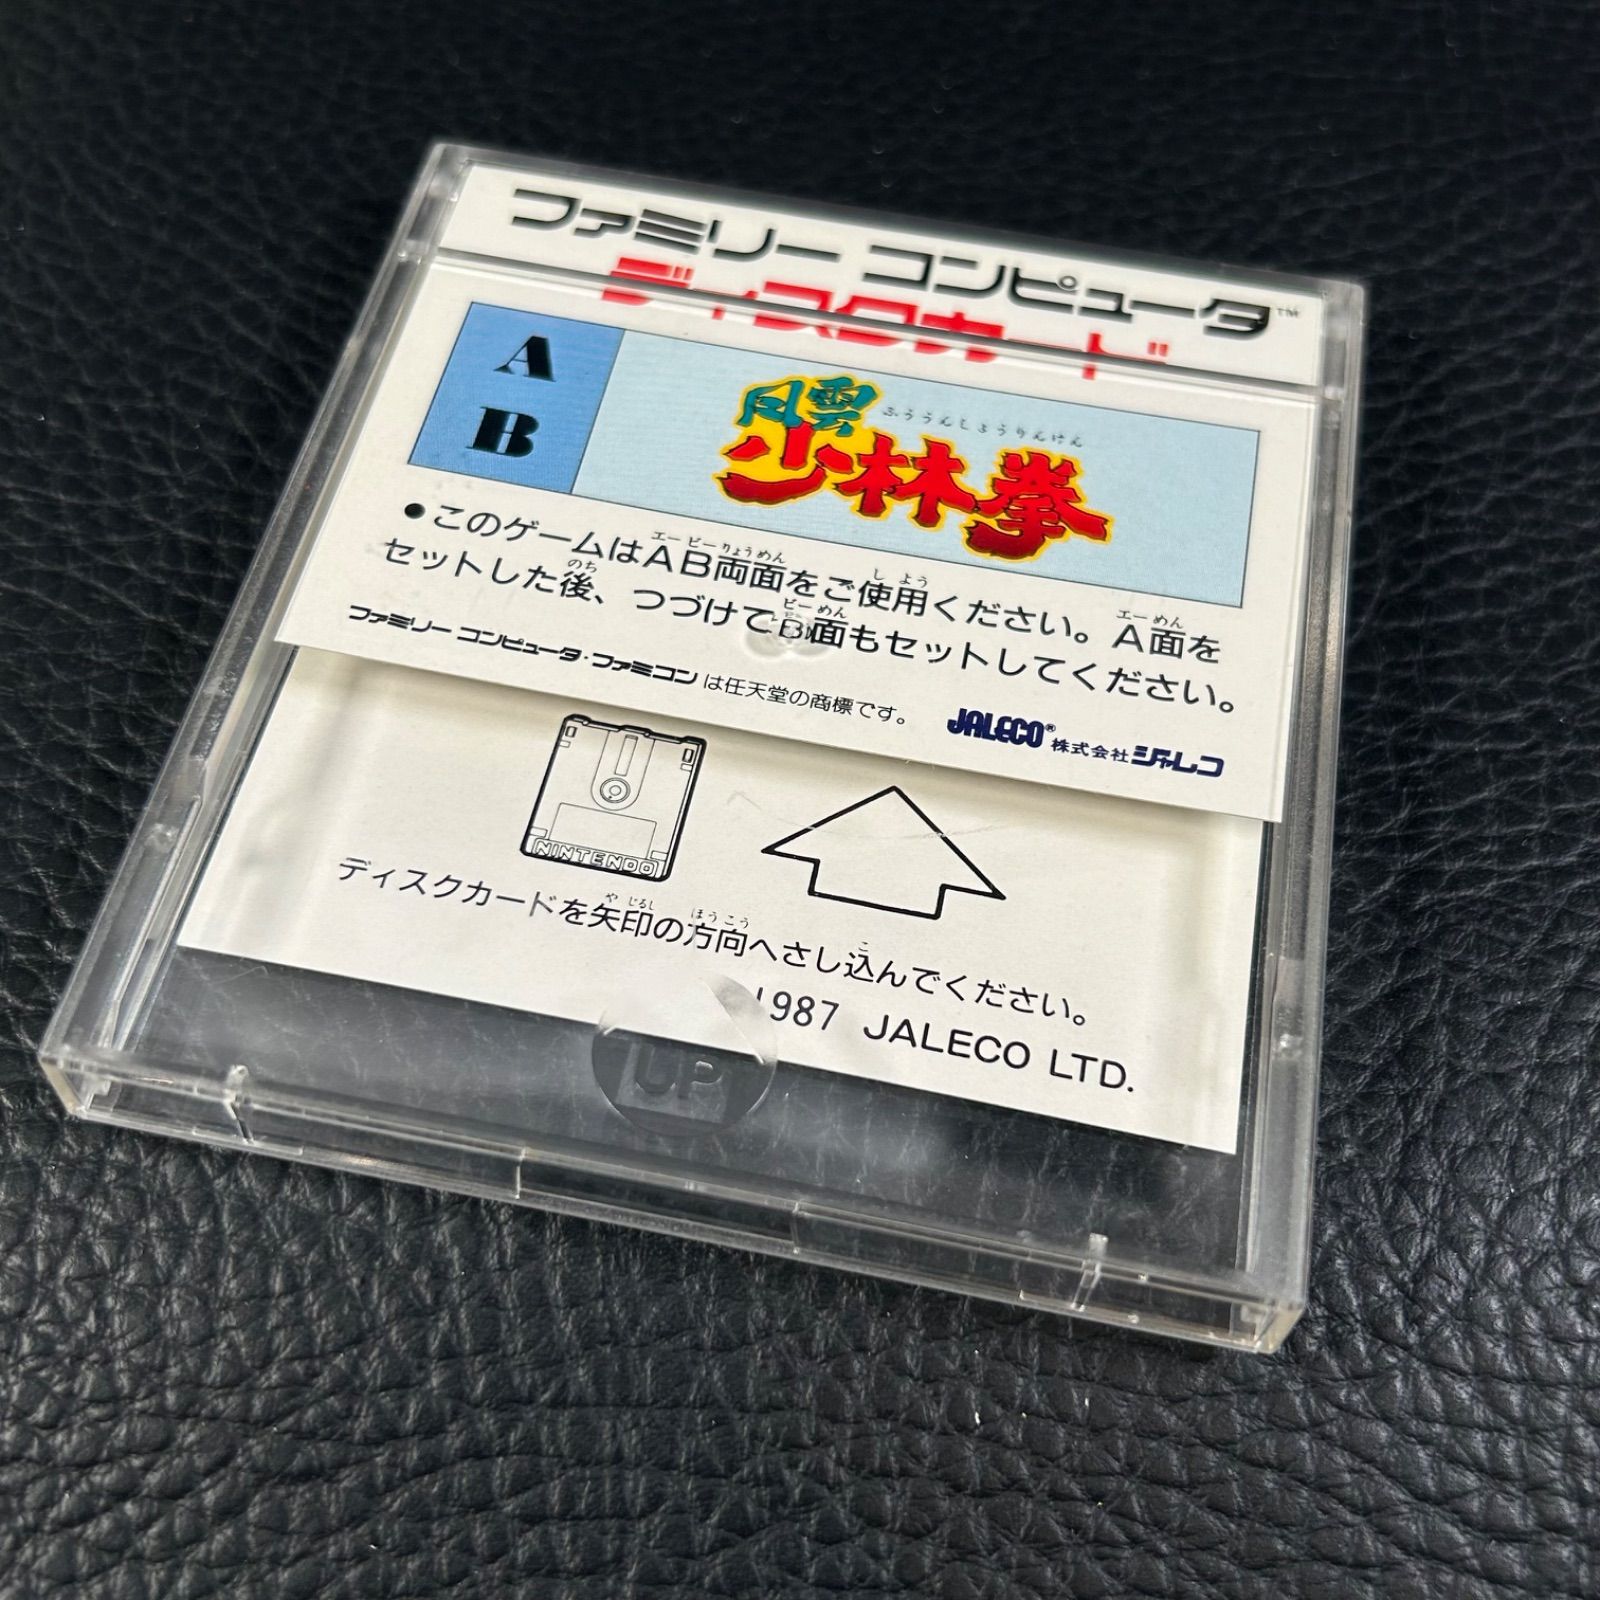 ファミリー コンピュータ™
ディスクカード
A
B
風雲
ふううんしょうりんけん
少林拳
●このゲームはAB両面をご使用ください。A面を
セットした後、つづけてB面もセットしてください。
ファミリー コンピュータ・ファミコン は任天堂の商標です。
JALECO® 株式会社ジャレコ
NINTENDO
ディスクカードを矢印の方向へさし込んでください。
1987 JALECO LTD.
UP